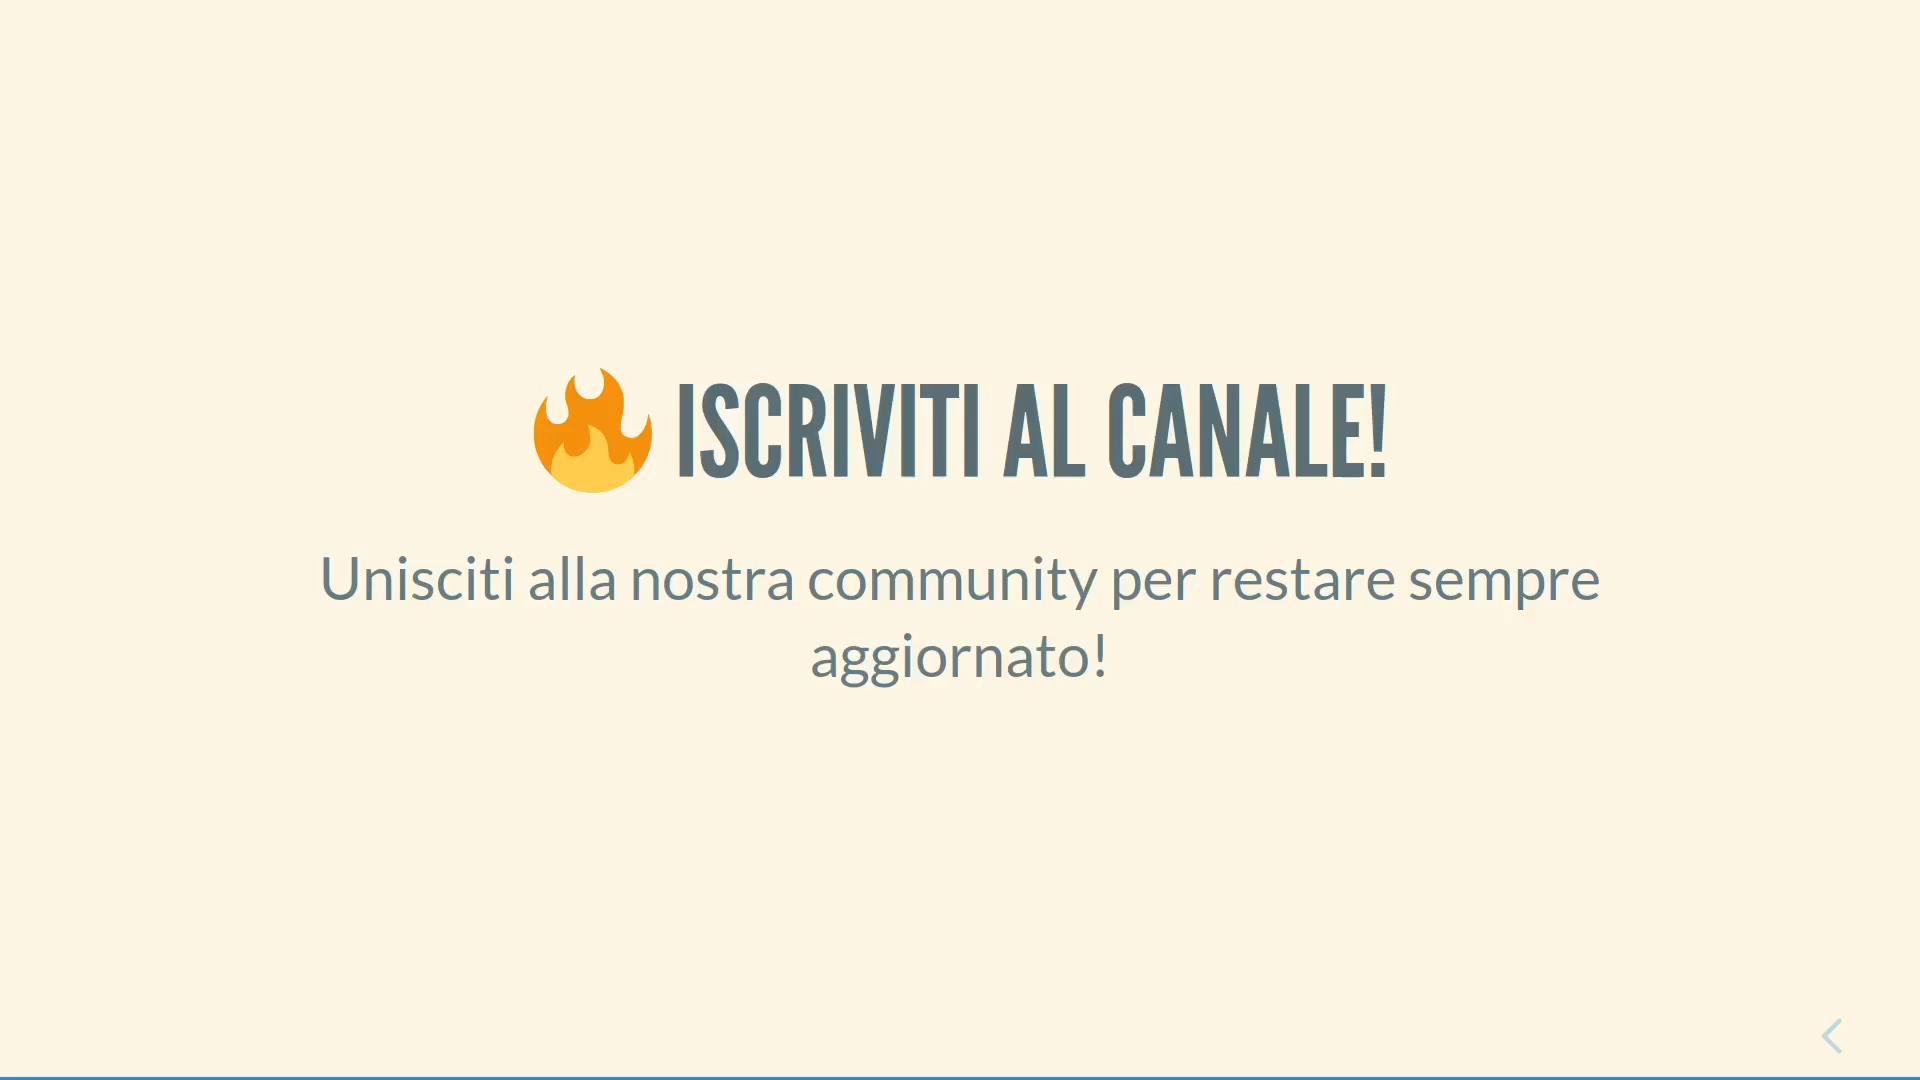 🔥 ISCRIVITI AL CANALE!
Unisciti alla nostra community per restare sempre
aggiornato!